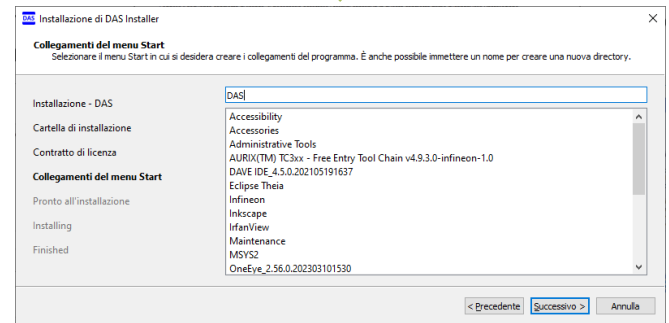 DAS Installazione di DAS Installer
Collegamenti del menu Start
Selezionare il menu Start in cui si desidera creare i collegamenti del programma. È anche possibile immettere un nome per creare una nuova directory.
Installazione - DAS
Cartella di installazione
Contratto di licenza
Collegamenti del menu Start
Pronto all'installazione
Installing
Finished
DAS
Accessibility
Accessories
Administrative Tools
AURIX(TM) TC3xx - Free Entry Tool Chain v4.9.3.0-infineon-1.0
DAVE IDE_4.5.0.202105191637
Eclipse Theia
Infineon
Inkscape
IrfanView
Maintenance
MSYS2
OneEye_2.56.0.202303101530
< Precedente
Successivo >
Annulla